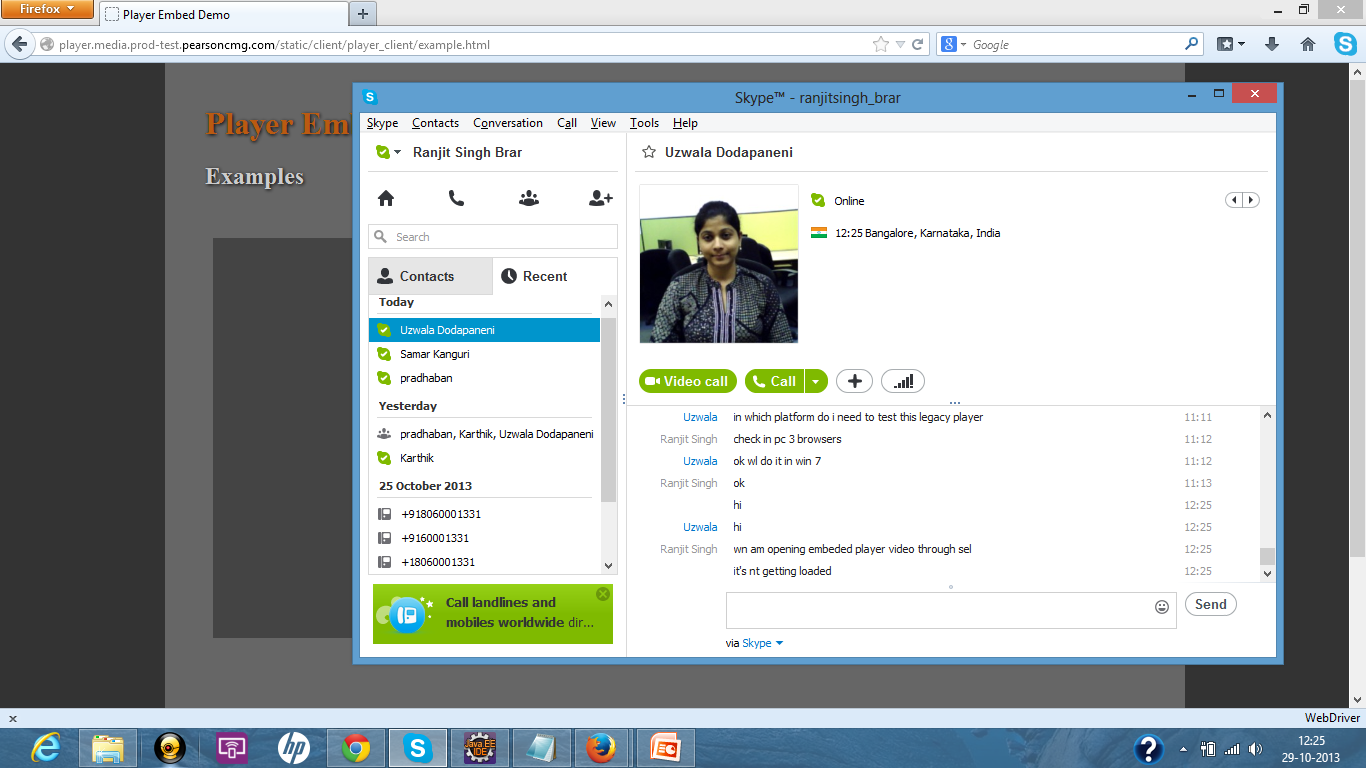 Firefox
Player Embed Demo
player.media.prod-test.pearsoncmg.com/static/client/player_client/example.html
Google
Examples
Skype™ - ranjitsingh_brar
Skype Contacts Conversation Call View Tools Help
Ranjit Singh Brar
Search
Contacts
Recent
Today
Uzwala Dodapaneni
Samar Kanguri
pradhaban
Yesterday
pradhaban, Karthik, Uzwala Dodapaneni
Karthik
25 October 2013
+918060001331
+9160001331
+18060001331
Call landlines and
mobiles worldwide dir...
Uzwala Dodapaneni
Online
12:25 Bangalore, Karnataka, India
Video call
Call
Uzwala in which platform do i need to test this legacy player 11:11
Ranjit Singh check in pc 3 browsers 11:12
Uzwala ok wl do it in win 7 11:12
Ranjit Singh ok 11:13
hi 12:25
Uzwala hi 12:25
Ranjit Singh wn am opening embeded player video through sel 12:25
it's nt getting loaded 12:25
Send
via Skype
WebDriver
Java EE
IDE
12:25
29-10-2013